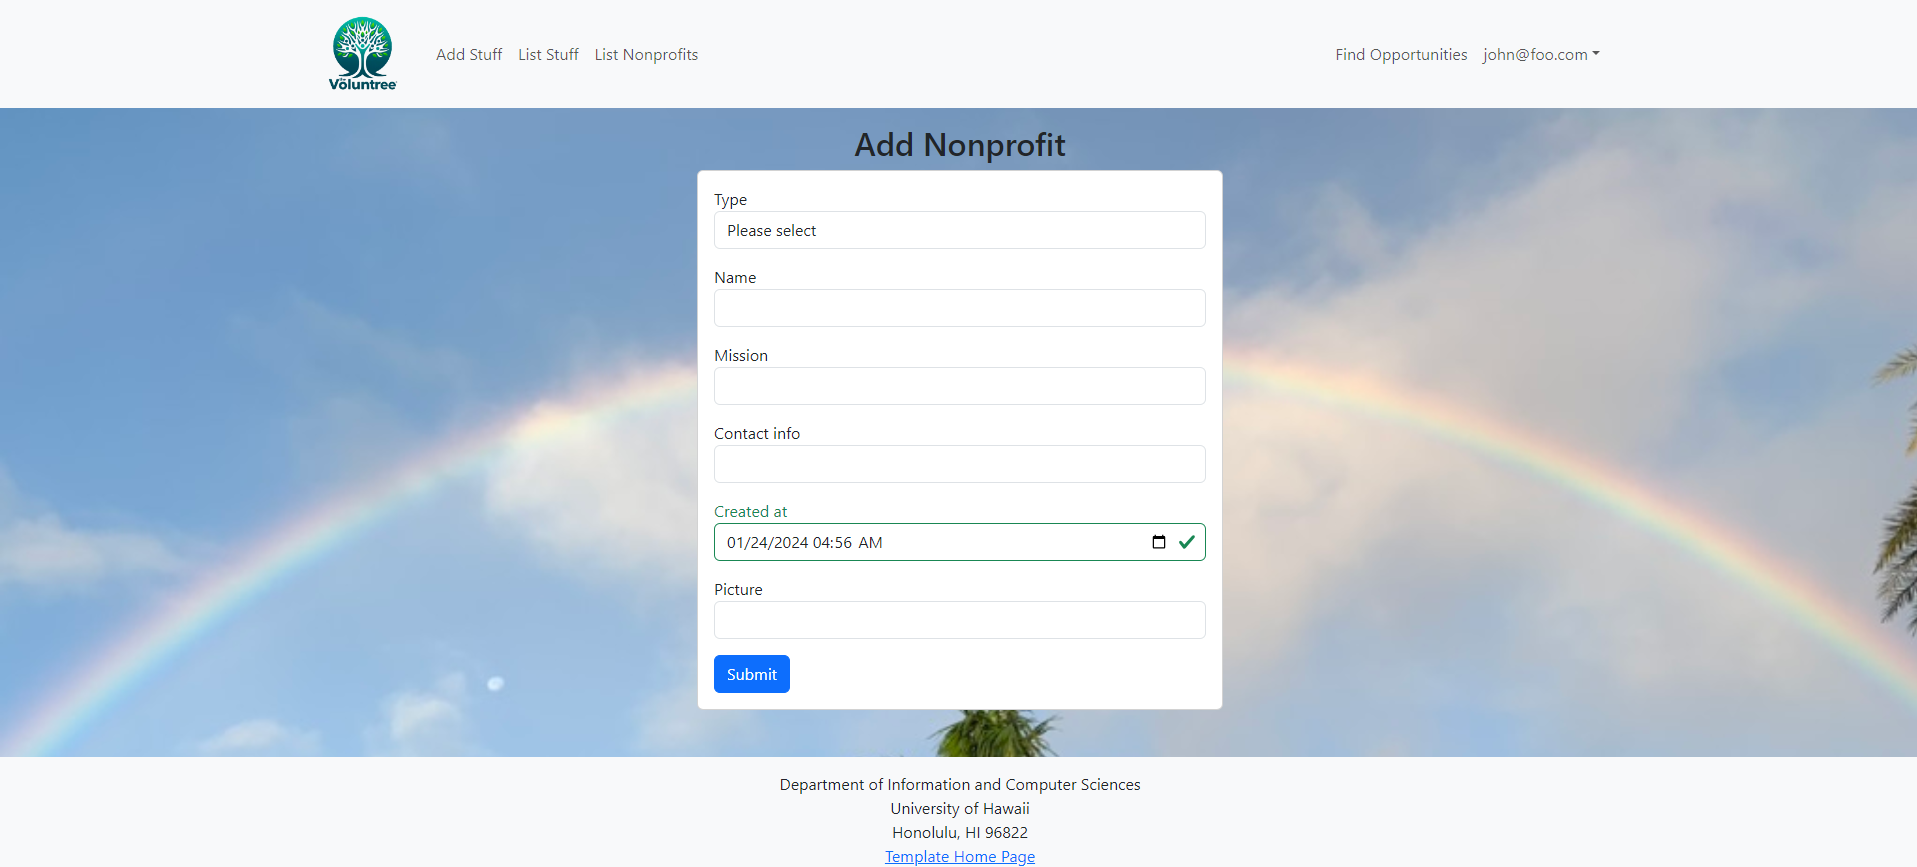 the
Voluntree
Add Stuff List Stuff List Nonprofits Find Opportunities john@foo.com
Add Nonprofit
Type
Please select
Name
Mission
Contact info
Created at
01/24/2024 04:56 AM
Picture
Submit
Department of Information and Computer Sciences
University of Hawaii
Honolulu, HI 96822
Template Home Page